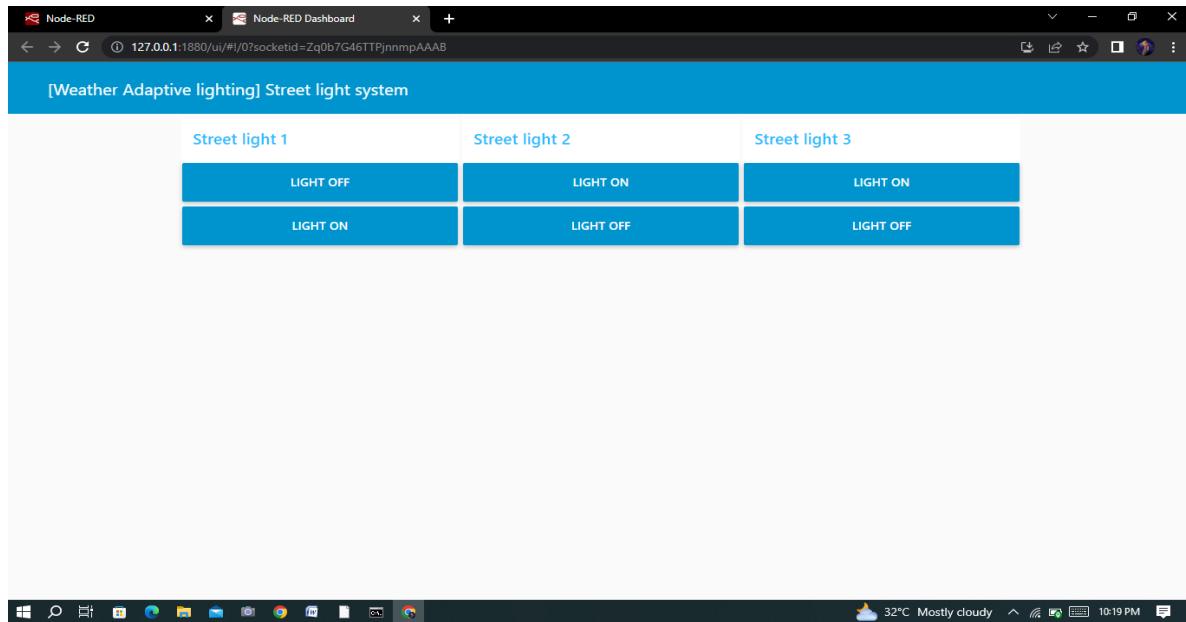 Node-RED
Node-RED Dashboard
127.0.0.1:1880/ui/#!/0?socketid=Zq0b7G46TTPjnnmpAAAB
[Weather Adaptive lighting] Street light system
Street light 1 Street light 2 Street light 3
LIGHT OFF LIGHT ON LIGHT ON
LIGHT ON LIGHT OFF LIGHT OFF
32°C Mostly cloudy 10:19 PM